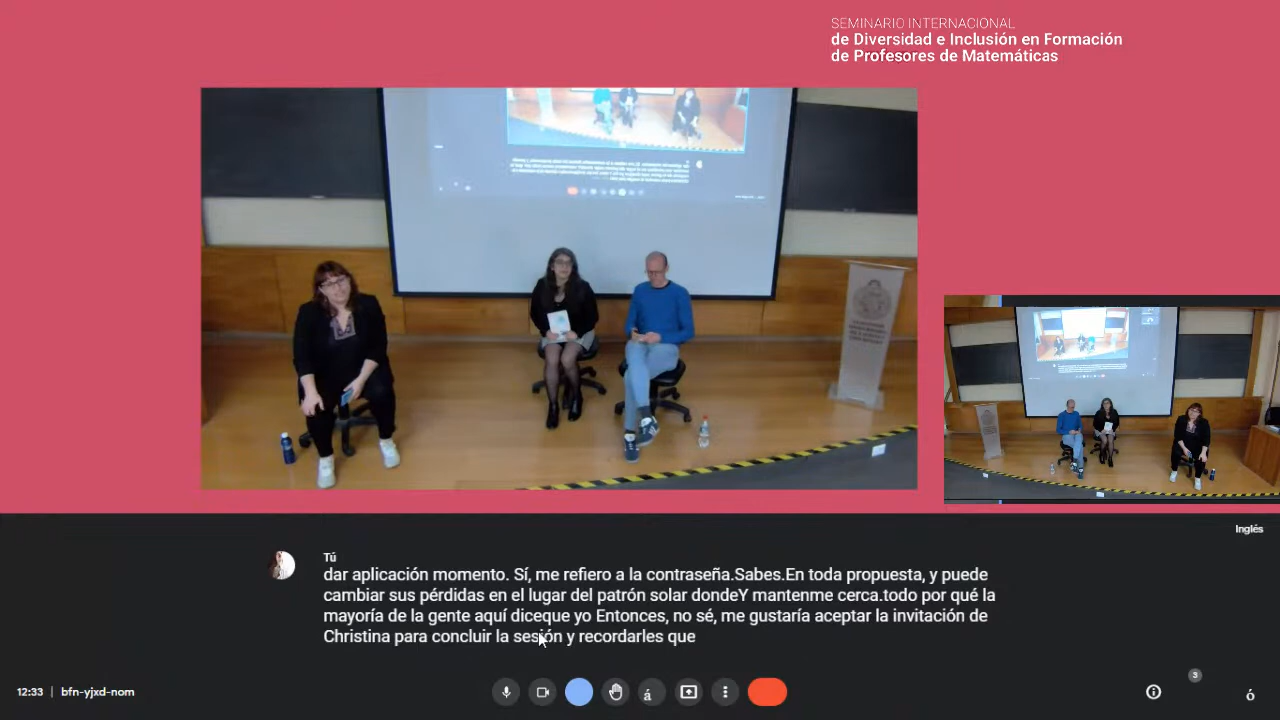 SEMINARIO INTERNACIONAL
de Diversidad e Inclusión en Formación
de Profesores de Matemáticas
Inglés
Tú
dar aplicación momento. Sí, me refiero a la contraseña.Sabes.En toda propuesta, y puede
cambiar sus pérdidas en el lugar del patrón solar dondeY mantenme cerca.todo por qué la
mayoría de la gente aquí diceque yo Entonces, no sé, me gustaría aceptar la invitación de
Christina para concluir la sesión y recordarles que
12:33 | bfn-yjxd-nom
á
3
ó